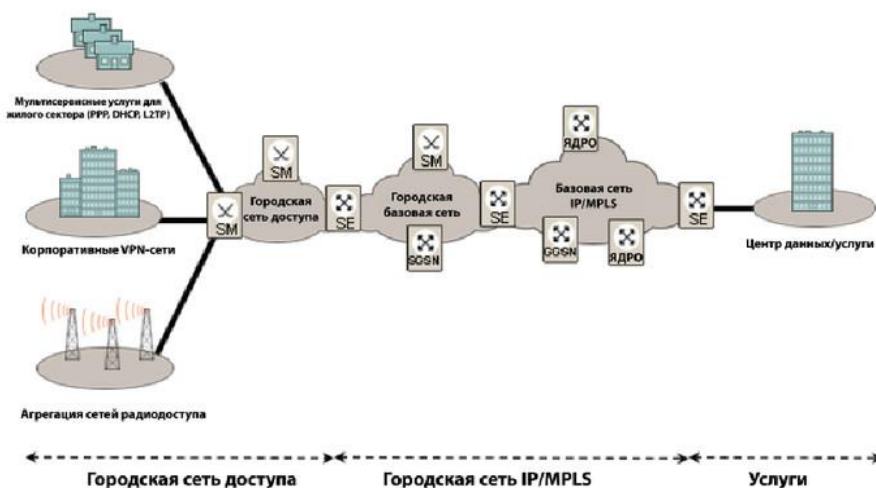 Мультисервисные услуги для
жилого сектора (PPP, DHCP, L2TP)
Корпоративные VPN-сети
Агрегация сетей радиодоступа
SM
SM
Городская
сеть доступа
SE
SM
Городская
базовая сеть
SGSN
SE
ЯДРО
Базовая сеть
IP/MPLS
GGSN
ЯДРО
SE
Центр данных/услуги
Городская сеть доступа
Городская сеть IP/MPLS
Услуги